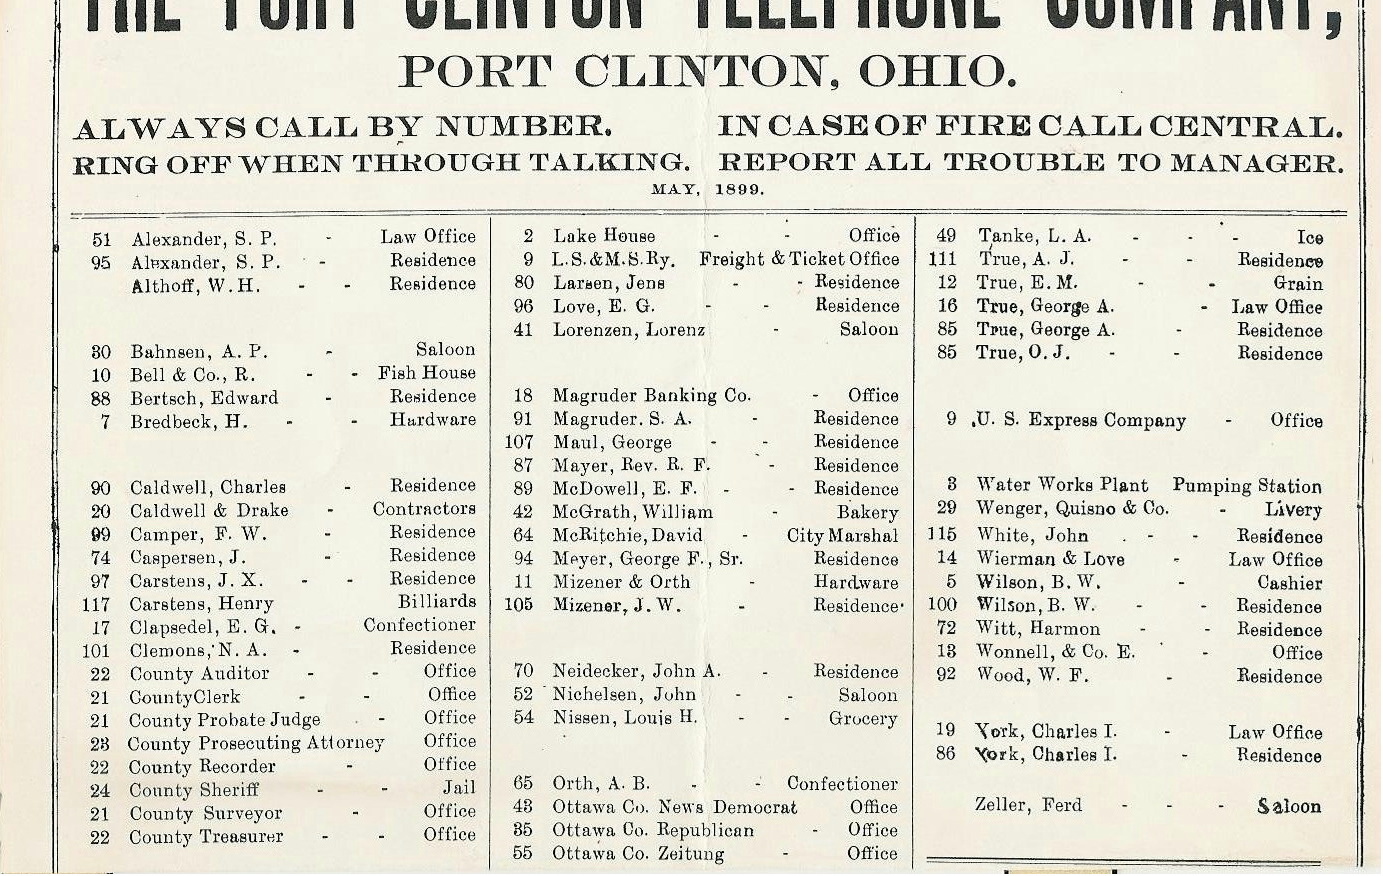 THE PORT CLINTON TELEPHONE COMPANY,
PORT CLINTON, OHIO.
ALWAYS CALL BY NUMBER. IN CASE OF FIRE CALL CENTRAL.
RING OFF WHEN THROUGH TALKING. REPORT ALL TROUBLE TO MANAGER.
MAY, 1899.
51 Alexander, S. P. - Law Office
95 Alexander, S. P. - Residence
Althoff, W. H. - - Residence
30 Bahnsen, A. P. - Saloon
10 Bell & Co., R. - - Fish House
88 Bertsch, Edward - Residence
7 Bredbeck, H. - - Hardware
90 Caldwell, Charles - Residence
20 Caldwell & Drake - Contractors
99 Camper, F. W. - Residence
74 Caspersen, J. - Residence
97 Carstens, J. X. - - Residence
117 Carstens, Henry Billiards
17 Clapsedel, E. G. - Confectioner
101 Clemons, N. A. - Residence
22 County Auditor - - Office
21 CountyClerk - - Office
21 County Probate Judge - Office
23 County Prosecuting Attorney Office
22 County Recorder - Office
24 County Sheriff - - Jail
21 County Surveyor - Office
22 County Treasurer - - Office
2 Lake House - - Office
9 L.S.&M.S.Ry. Freight & Ticket Office
80 Larsen, Jens - - Residence
96 Love, E. G. - - Residence
41 Lorenzen, Lorenz - Saloon
18 Magruder Banking Co. - Office
91 Magruder. S. A. - Residence
107 Maul, George - - Residence
87 Mayer, Rev. R. F. - Residence
89 McDowell, E. F. - - Residence
42 McGrath, William - Bakery
64 McRitchie, David - City Marshal
94 Meyer, George F., Sr. Residence
11 Mizener & Orth - Hardware
105 Mizener, J. W. - Residence
70 Neidecker, John A. - Residence
52 Nichelsen, John - - Saloon
54 Nissen, Louis H. - - Grocery
65 Orth, A. B. - - Confectioner
43 Ottawa Co. News Democrat Office
35 Ottawa Co. Republican - Office
55 Ottawa Co. Zeitung - Office
49 Tanke, L. A. - - - Ice
111 True, A. J. - - Residence
12 True, E. M. - - Grain
16 True, George A. - Law Office
85 True, George A. - Residence
85 True, O. J. - - Residence
9 U. S. Express Company - Office
3 Water Works Plant Pumping Station
29 Wenger, Quisno & Co. - Livery
115 White, John - - Residence
14 Wierman & Love - Law Office
5 Wilson, B. W. - Cashier
100 Wilson, B. W. - - Residence
72 Witt, Harmon - - Residence
13 Wonnell, & Co. E. - Office
92 Wood, W. F. - Residence
19 York, Charles I. - Law Office
86 York, Charles I. - Residence
Zeller, Ferd - - - Saloon